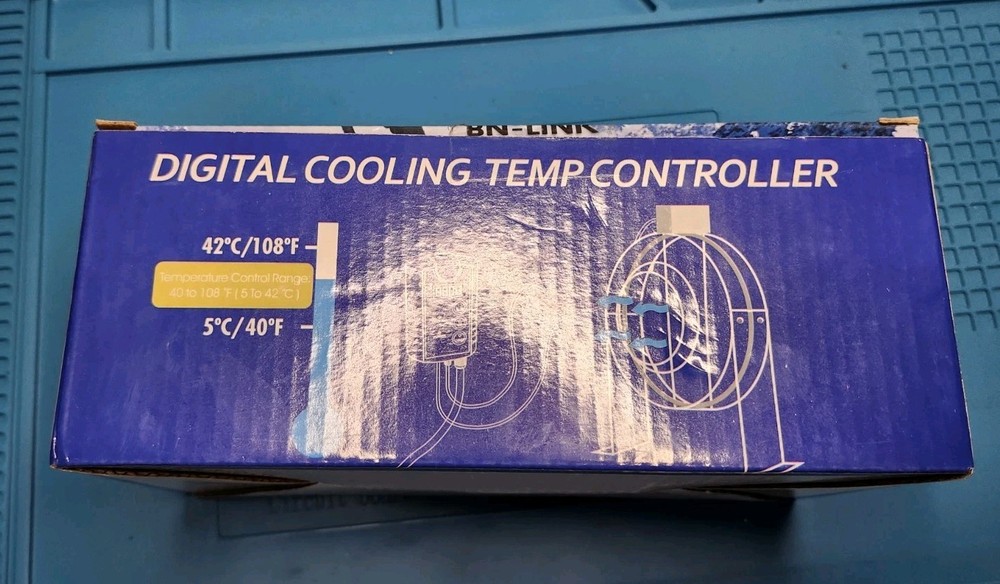 BN-LINK
DIGITAL COOLING TEMP CONTROLLER
42°C/108°F
Temperature Control Range
40 to 108 °F ( 5 to 42 °C )
5°C/40°F